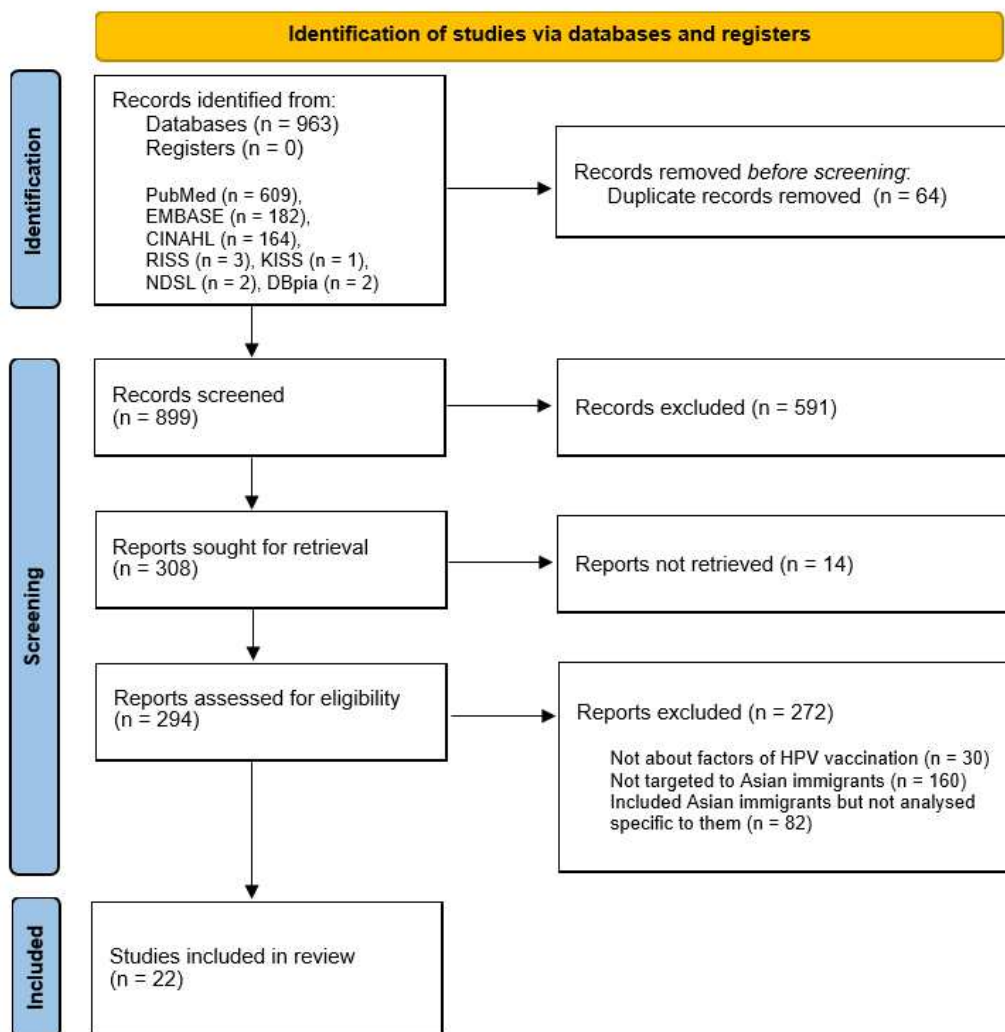 Identification of studies via databases and registers
Identification
Records identified from:
Databases (n = 963)
Registers (n = 0)
PubMed (n = 609),
EMBASE (n = 182),
CINAHL (n = 164),
RISS (n = 3), KISS (n = 1),
NDSL (n = 2), DBpia (n = 2)
Records removed before screening:
Duplicate records removed (n = 64)
Screening
Records screened
(n = 899)
Records excluded (n = 591)
Reports sought for retrieval
(n = 308)
Reports not retrieved (n = 14)
Reports assessed for eligibility
(n = 294)
Reports excluded (n = 272)
Not about factors of HPV vaccination (n = 30)
Not targeted to Asian immigrants (n = 160)
Included Asian immigrants but not analysed
specific to them (n = 82)
Included
Studies included in review
(n = 22)